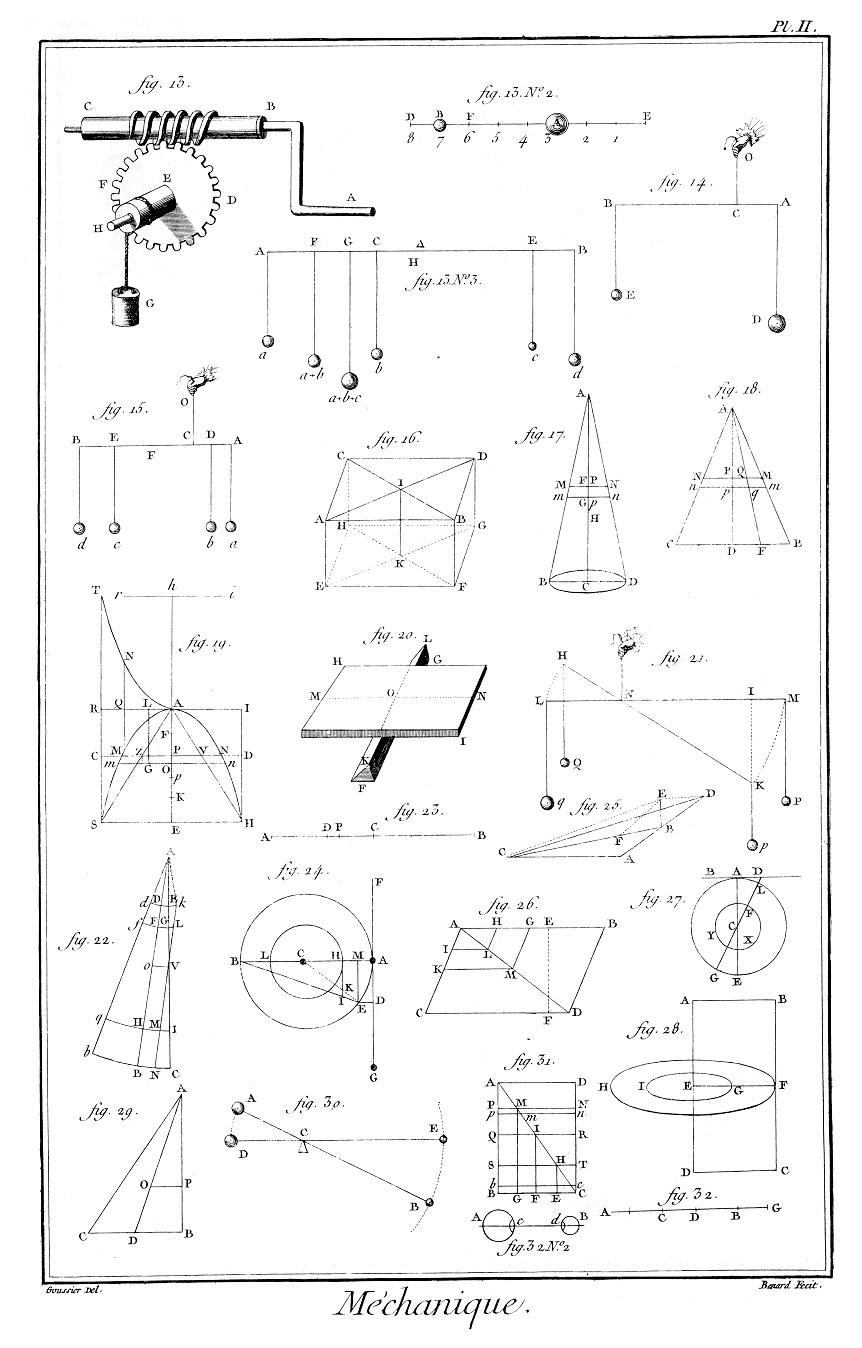 Pl. II.
fig. 13.
C B
F E D
H A
G
fig. 13. No. 2.
D B F A E
8 7 6 5 4 3 2 1
fig. 14.
O
B C A
E D
A F G C Δ E B
H
fig. 13. No. 3.
a a+b a+b+c b c d
fig. 15.
O
B E F C D A
d c b a
fig. 16.
C D
I
A H B G
K
E F
fig. 17.
A
M F P N
m G p n
H
B C D
fig. 18.
A
N P Q M
n p q m
C D F B
fig. 19.
T r h i
N
R Q L A I
F
C M Z P V N D
m G O n
p
K
S E H
fig. 20.
L
H G
M O N
I
K
F
fig. 21.
H
L N I M
Q
K
q P
p
fig. 23.
A D P C B
fig. 25.
E D
F B
C A
fig. 22.
A
d D B k
f F G L
o V
q H M I
b B N C
fig. 24.
F
B L C H M A
K
I E D
G
fig. 26.
A H G E B
I L
K M
C F D
fig. 27.
B A D
L
F
Y C X
G E
fig. 28.
A B
H I E G F
D C
fig. 29.
A
O P
C D B
fig. 30.
A
D C E
Δ
B
fig. 31.
A D
P M N
p m n
Q I R
S H T
b c
B G F E C
fig. 32.
A C D B G
A c d B
fig. 32 No. 2
Goussier Del.
Benard Fecit.
Méchanique.